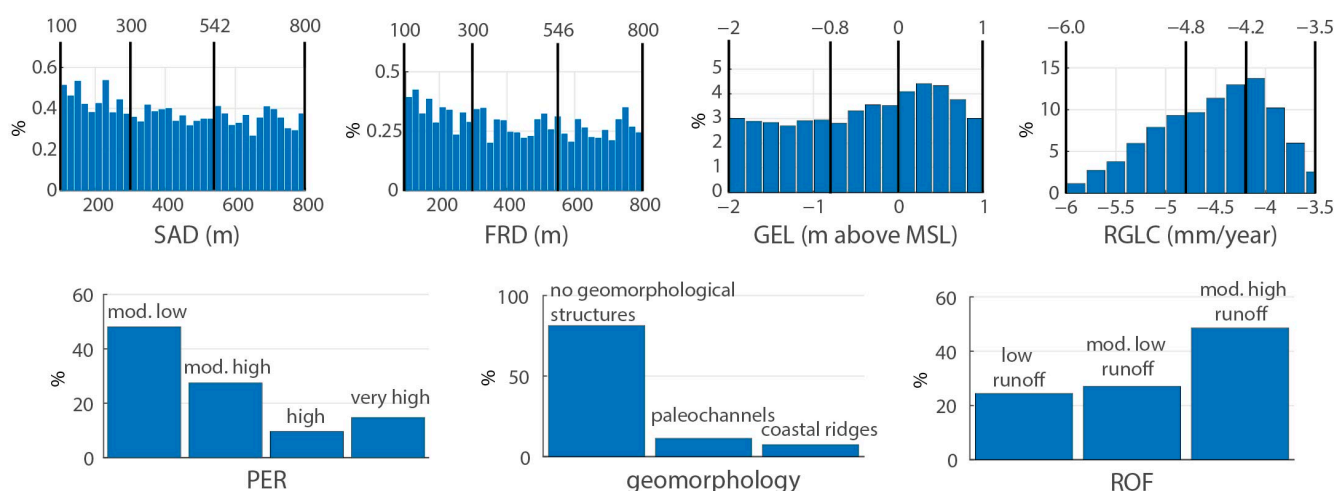 100 300 542 800
0.6
0.4
0.2
0
%
200 400 600 800
SAD (m)
100 300 546 800
0.5
0.25
0
%
200 400 600 800
FRD (m)
−2 −0.8 0 1
5
4
3
2
1
0
%
−2 −1 0 1
GEL (m above MSL)
−6.0 −4.8 −4.2 −3.5
15
10
5
0
%
−6 −5.5 −5 −4.5 −4 −3.5
RGLC (mm/year)
60
40
20
0
%
mod. low
mod. high
high
very high
PER
100
50
0
%
no geomorphological
structures
paleochannels
coastal ridges
geomorphology
60
40
20
0
%
low
runoff
mod. low
runoff
mod. high
runoff
ROF